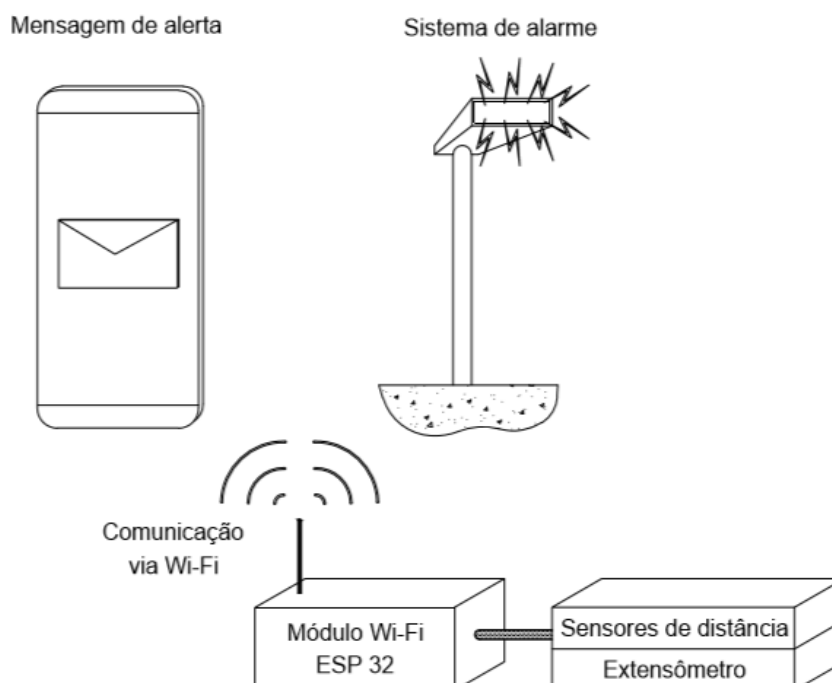 Mensagem de alerta
Sistema de alarme
Comunicação
via Wi-Fi
Módulo Wi-Fi
ESP 32
Sensores de distância
Extensômetro